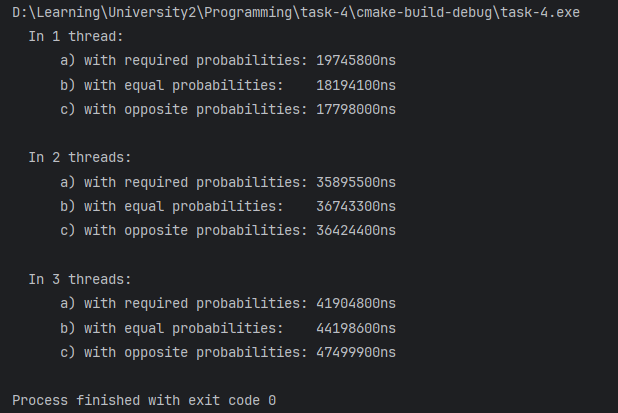 D:\Learning\University2\Programming\task-4\cmake-build-debug\task-4.exe
In 1 thread:
a) with required probabilities: 19745800ns
b) with equal probabilities:    18194100ns
c) with opposite probabilities: 17798000ns
In 2 threads:
a) with required probabilities: 35895500ns
b) with equal probabilities:    36743300ns
c) with opposite probabilities: 36424400ns
In 3 threads:
a) with required probabilities: 41904800ns
b) with equal probabilities:    44198600ns
c) with opposite probabilities: 47499900ns
Process finished with exit code 0